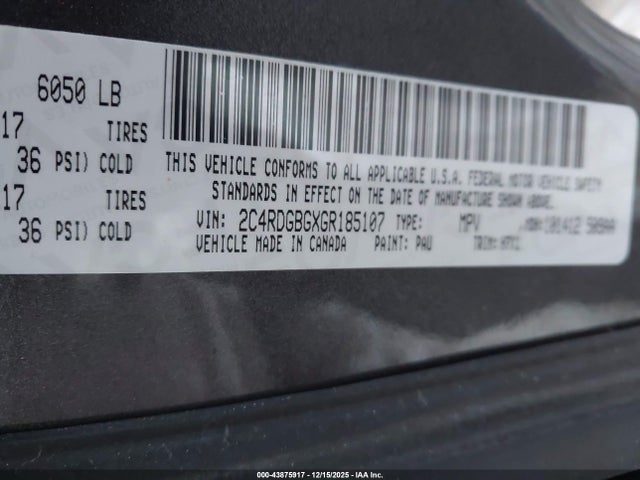 6050 LB
17 TIRES
36 PSI) COLD
17 TIRES
36 PSI) COLD
THIS VEHICLE CONFORMS TO ALL APPLICABLE U.S.A. FEDERAL MOTOR VEHICLE SAFETY
STANDARDS IN EFFECT ON THE DATE OF MANUFACTURE SHOWN ABOVE.
VIN: 2C4RDGBGXGR185107 TYPE: MPV MDH:
VEHICLE MADE IN CANADA PAINT: PAU TRIM:
000-43875917 - 12/15/2025 - IAA Inc.